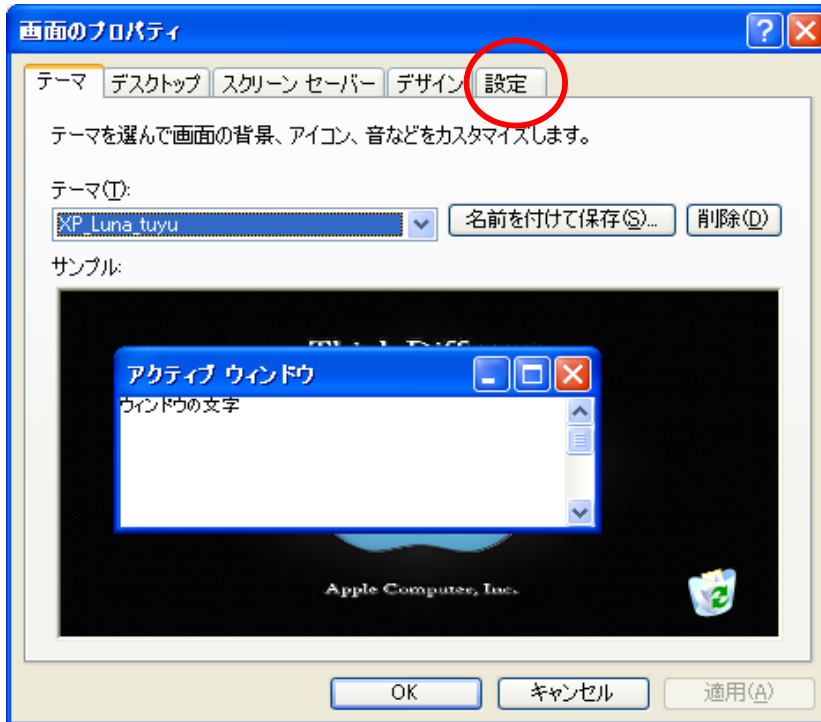 画面のプロパティ
テーマ デスクトップ スクリーン セーバー デザイン 設定
テーマを選んで画面の背景、アイコン、音などをカスタマイズします。
テーマ(T):
XP_Luna_tuyu 名前を付けて保存(S)... 削除(D)
サンプル:
アクティブ ウィンドウ
ウィンドウの文字
Apple Computer, Inc.
OK キャンセル 適用(A)